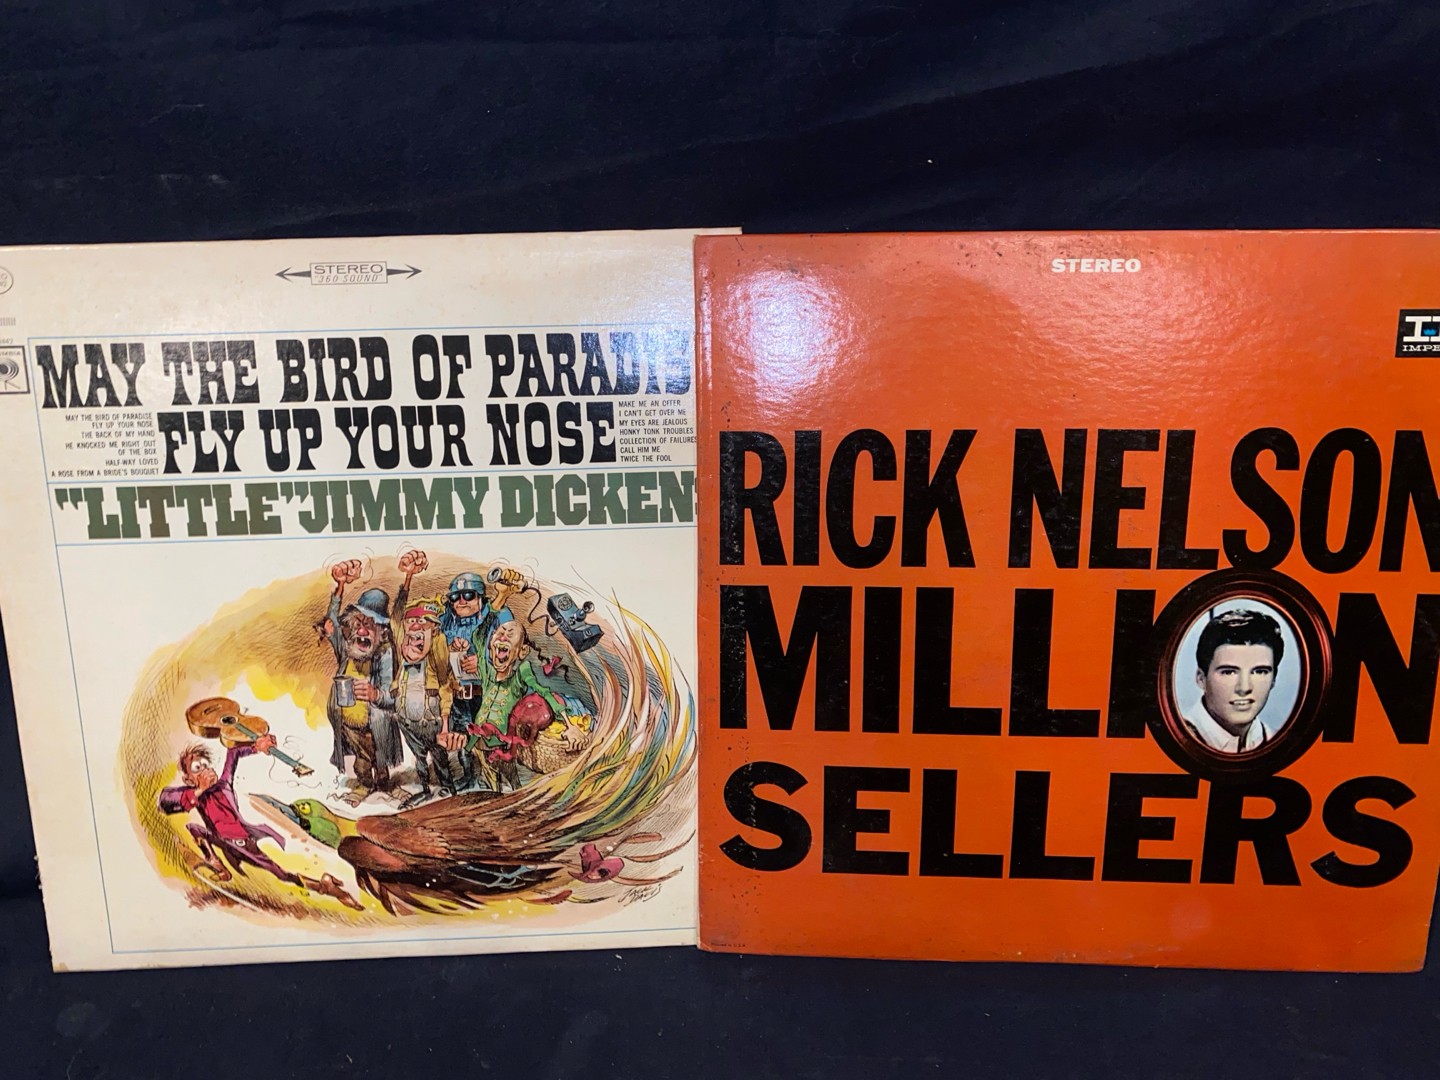 STEREO
"360 SOUND"
MAY THE BIRD OF PARADIS
FLY UP YOUR NOSE
MAY THE BIRD OF PARADISE
FLY UP YOUR NOSE
THE BACK OF MY HAND
HE KNOCKED ME RIGHT OUT
OF THE BOX
HALF-WAY LOVED
A ROSE FROM A BRIDE'S BOUQUET
MAKE ME AN OFFER
I CAN'T GET OVER ME
MY EYES ARE JEALOUS
HONKY TONK TROUBLES
COLLECTION OF FAILURES
CALL HIM ME
TWICE THE FOOL
"LITTLE" JIMMY DICKENS
STEREO
IMPE
RICK NELSON
MILLION
SELLERS